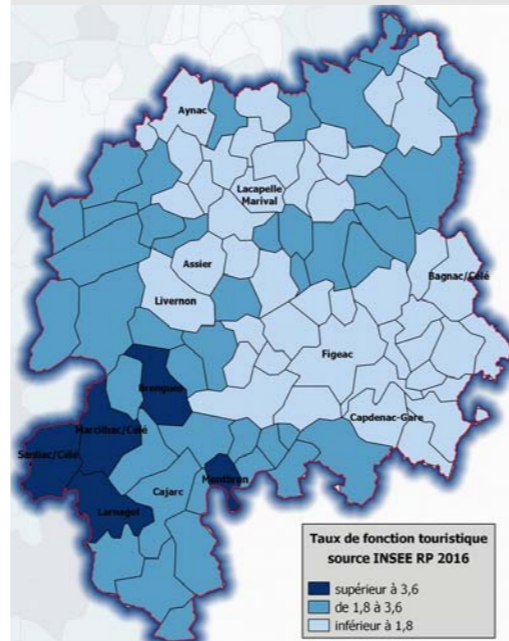 Aynac
Lacapelle
Marival
Assier
Bagnac/Célé
Livernon
Figeac
Brengues
Capdenac-Gare
Marcilhac/Célé
Sauliac/Célé
Montbrun
Cajarc
Larnagol
Taux de fonction touristique
source INSEE RP 2016
supérieur à 3,6
de 1,8 à 3,6
inférieur à 1,8